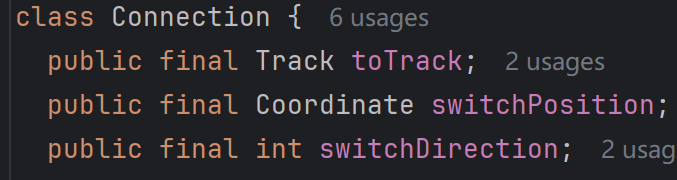 class Connection { 6 usages
public final Track toTrack; 2 usages
public final Coordinate switchPosition;
public final int switchDirection; 2 usag